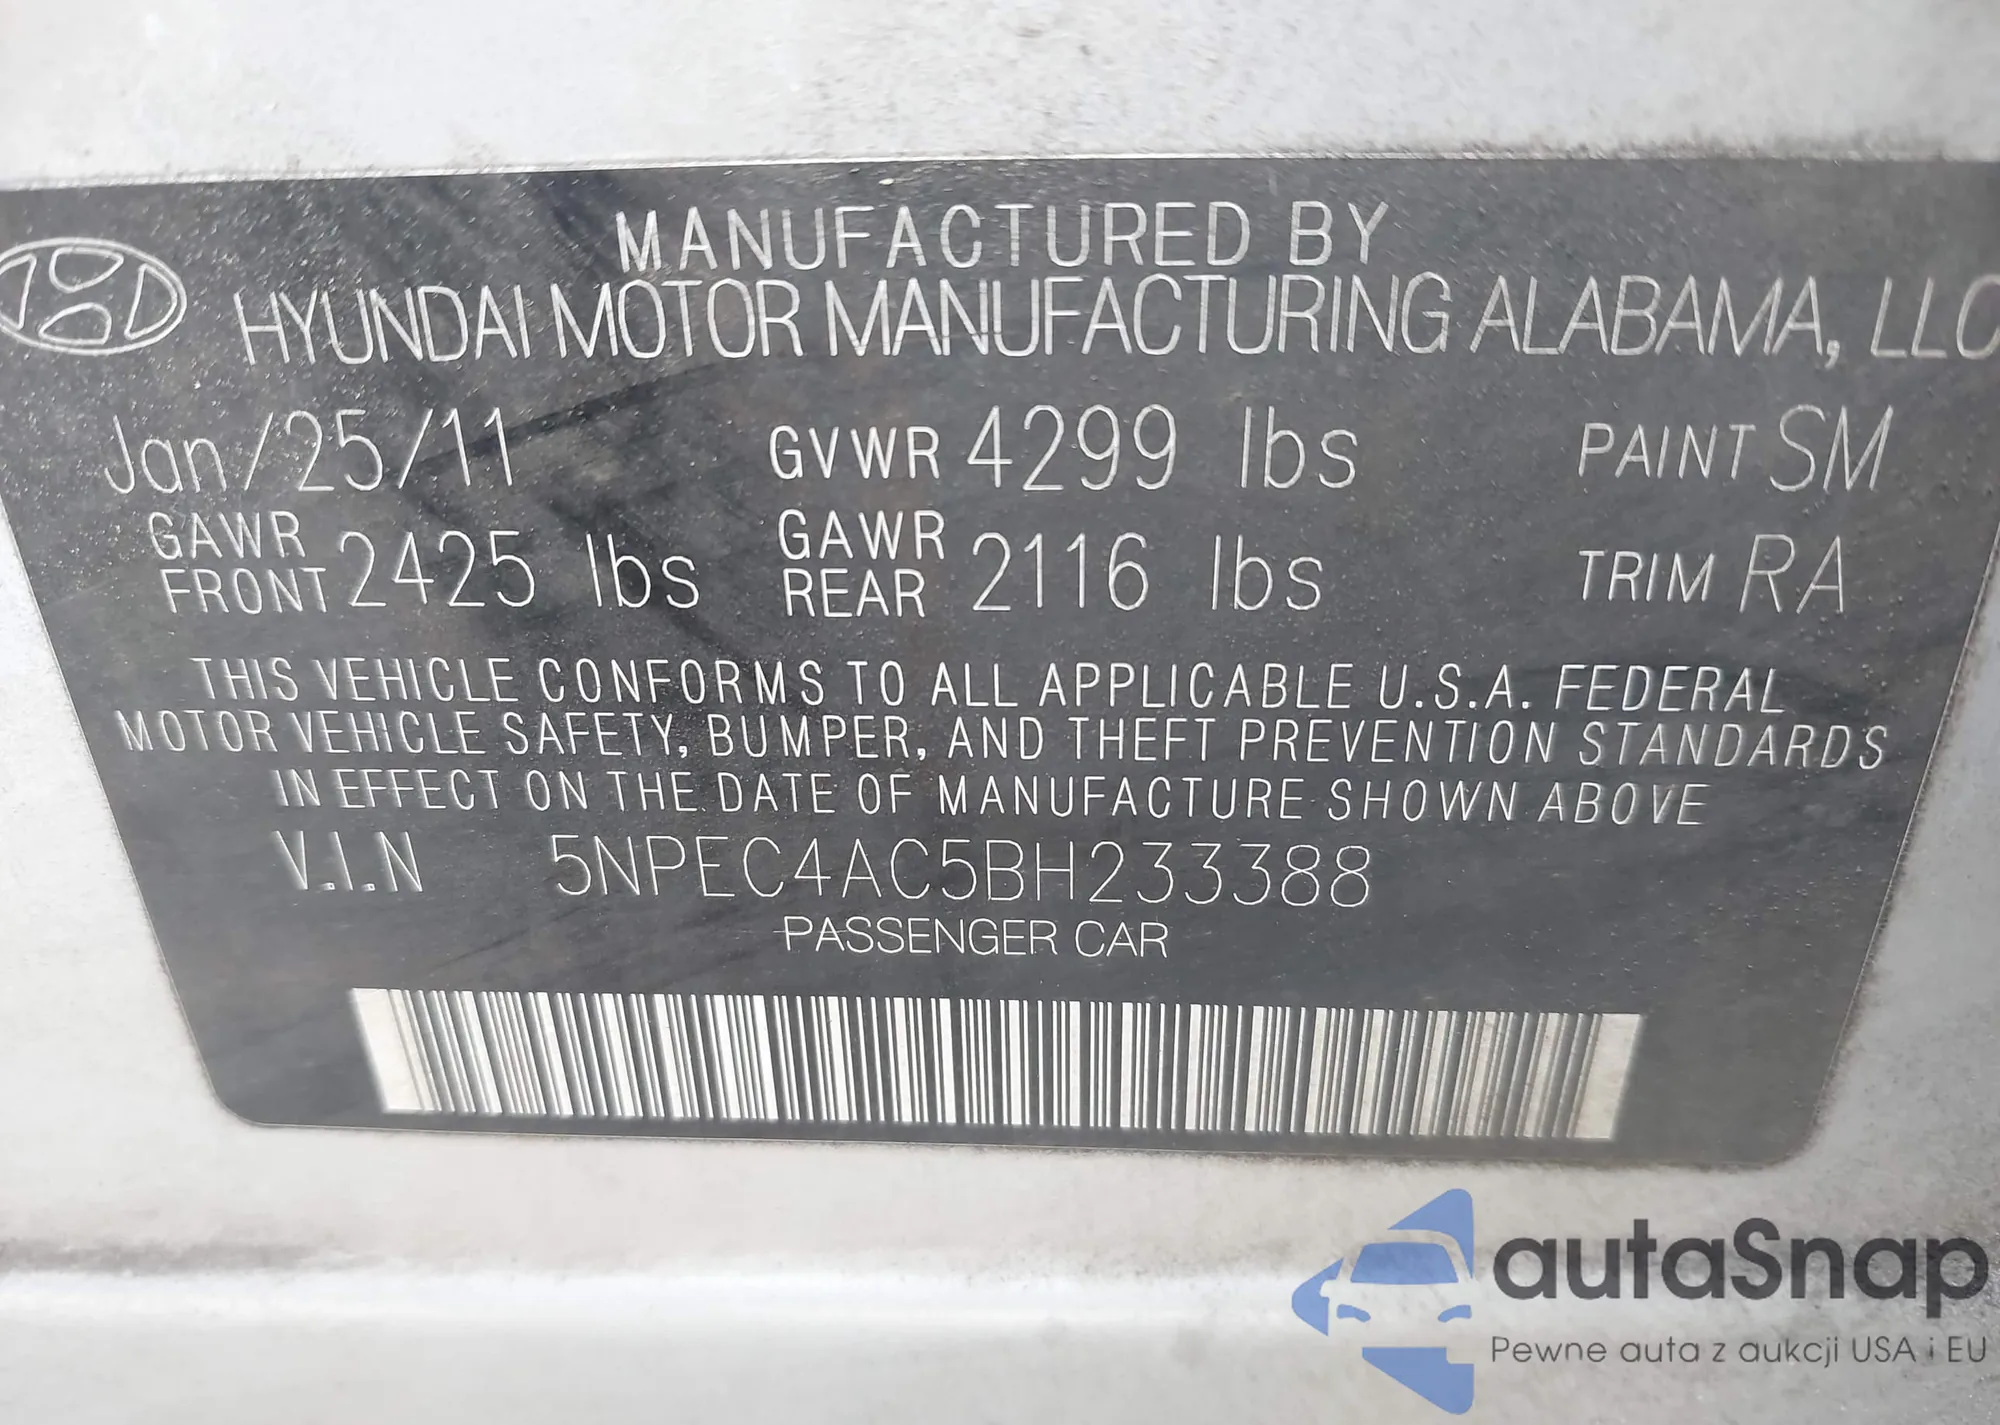 MANUFACTURED BY
HYUNDAI MOTOR MANUFACTURING ALABAMA, LLC
Jan/25/11 GVWR 4299 lbs PAINT SM
GAWR FRONT 2425 lbs GAWR REAR 2116 lbs TRIM RA
THIS VEHICLE CONFORMS TO ALL APPLICABLE U.S.A. FEDERAL
MOTOR VEHICLE SAFETY, BUMPER, AND THEFT PREVENTION STANDARDS
IN EFFECT ON THE DATE OF MANUFACTURE SHOWN ABOVE
V.I.N 5NPEC4AC5BH233388
PASSENGER CAR
autaSnap
Pewne auta z aukcji USA i EU